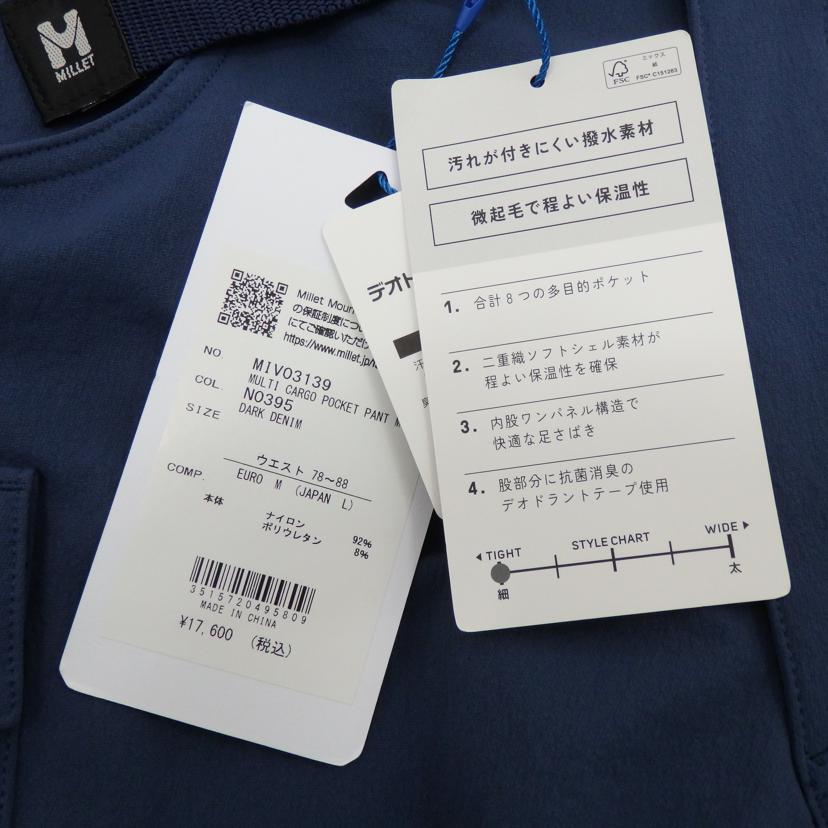 MILLET
Millet Moun
の保証制度につ
にてご確認いただけ
https://www.millet.jp/
NO.
MIV03139
MULTI CARGO POCKET PANT M
COL.
N0395
DARK DENIM
SIZE
ウエスト 78~88
EURO M (JAPAN L)
COMP.
本体
ナイロン 92%
ポリウレタン 8%
3515720495809
MADE IN CHINA
¥17,600 (税込)
デオト
汗
臭
FSC
ミックス
紙
FSC® C151263
汚れが付きにくい撥水素材
微起毛で程よい保温性
1. 合計8つの多目的ポケット
2. 二重織ソフトシェル素材が
程よい保温性を確保
3. 内股ワンパネル構造で
快適な足さばき
4. 股部分に抗菌消臭の
デオドラントテープ使用
TIGHT STYLE CHART WIDE
細 太